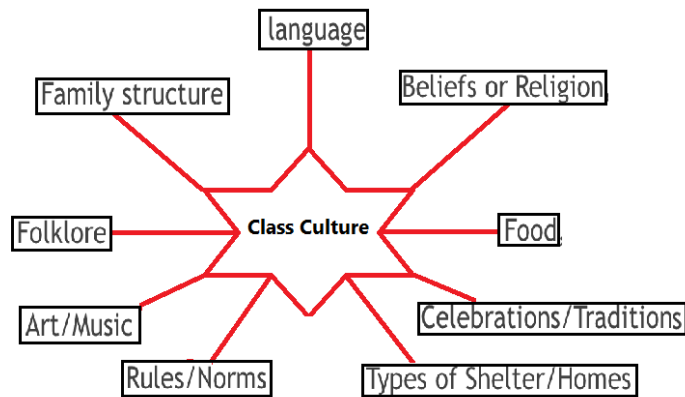 language
Family structure
Beliefs or Religion
Class Culture
Folklore
Food
Art/Music
Celebrations/Traditions
Rules/Norms
Types of Shelter/Homes